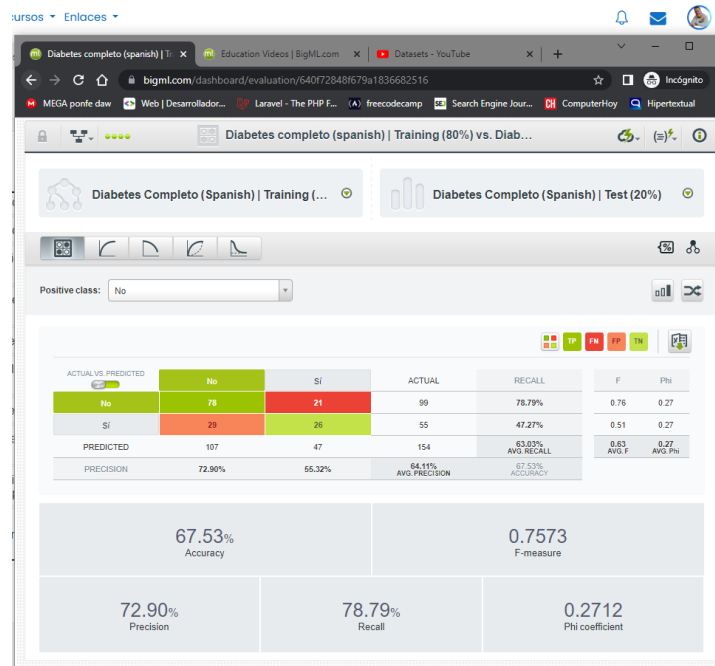 cursos Enlaces
Diabetes completo (spanish) | Tr Education Videos | BigML.com Datasets - YouTube
bigml.com/dashboard/evaluation/640f72848f679a1836682516 Incógnito
MEGA ponfe daw Web | Desarrollador... Laravel - The PHP F... freecodecamp Search Engine Jour... ComputerHoy Hipertextual
Diabetes completo (spanish) | Training (80%) vs. Diab...
Diabetes Completo (Spanish) | Training (... Diabetes Completo (Spanish) | Test (20%)
Positive class: No
TP FN FP TN
ACTUAL VS. PREDICTED No Sí ACTUAL RECALL F Phi
No 78 21 99 78.79% 0.76 0.27
Sí 29 26 55 47.27% 0.51 0.27
PREDICTED 107 47 154 63.03% AVG. RECALL 0.63 AVG. F 0.27 AVG. Phi
PRECISION 72.90% 55.32% 64.11% AVG. PRECISION 67.53% ACCURACY
67.53% 0.7573
Accuracy F-measure
72.90% 78.79% 0.2712
Precision Recall Phi coefficient